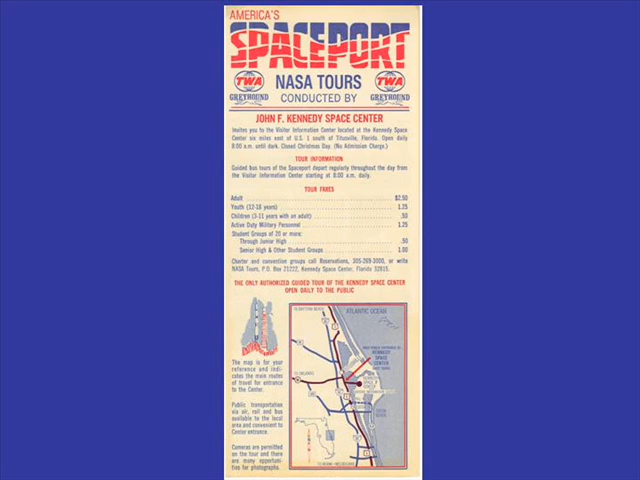 AMERICA'S
SPACEPORT
TWA
GREYHOUND
NASA TOURS
CONDUCTED BY
TWA
GREYHOUND
JOHN F. KENNEDY SPACE CENTER
Invites you to the Visitor Information Center located at the Kennedy Space
Center six miles east of U.S. 1 south of Titusville, Florida. Open daily
8:00 a.m. until dark. Closed Christmas Day. (No Admission Charge.)
TOUR INFORMATION
Guided bus tours of the Spaceport depart regularly throughout the day from
the Visitor Information Center starting at 8:00 a.m. daily.
TOUR FARES
Adult $2.50
Youth (12-18 years) 1.25
Children (3-11 years with an adult) .50
Active Duty Military Personnel 1.25
Student Groups of 20 or more:
Through Junior High .50
Senior High & Other Student Groups 1.00
Charter and convention groups call Reservations, 305-269-3000, or write
NASA Tours, P.O. Box 21222, Kennedy Space Center, Florida 32815.
THE ONLY AUTHORIZED GUIDED TOUR OF THE KENNEDY SPACE CENTER
OPEN DAILY TO THE PUBLIC
The map is for your
reference and indi-
cates the main routes
of travel for entrance
to the Center.
Public transportation
via air, rail and bus
available to the local
area and convenient to
Center entrance.
Cameras are permitted
on the tour and there
are many opportuni-
ties for photographs.
TO DAYTONA BEACH
ATLANTIC OCEAN
KENNEDY
SPACE
CENTER
TO ORLANDO
TO MIAMI - MELBOURNE